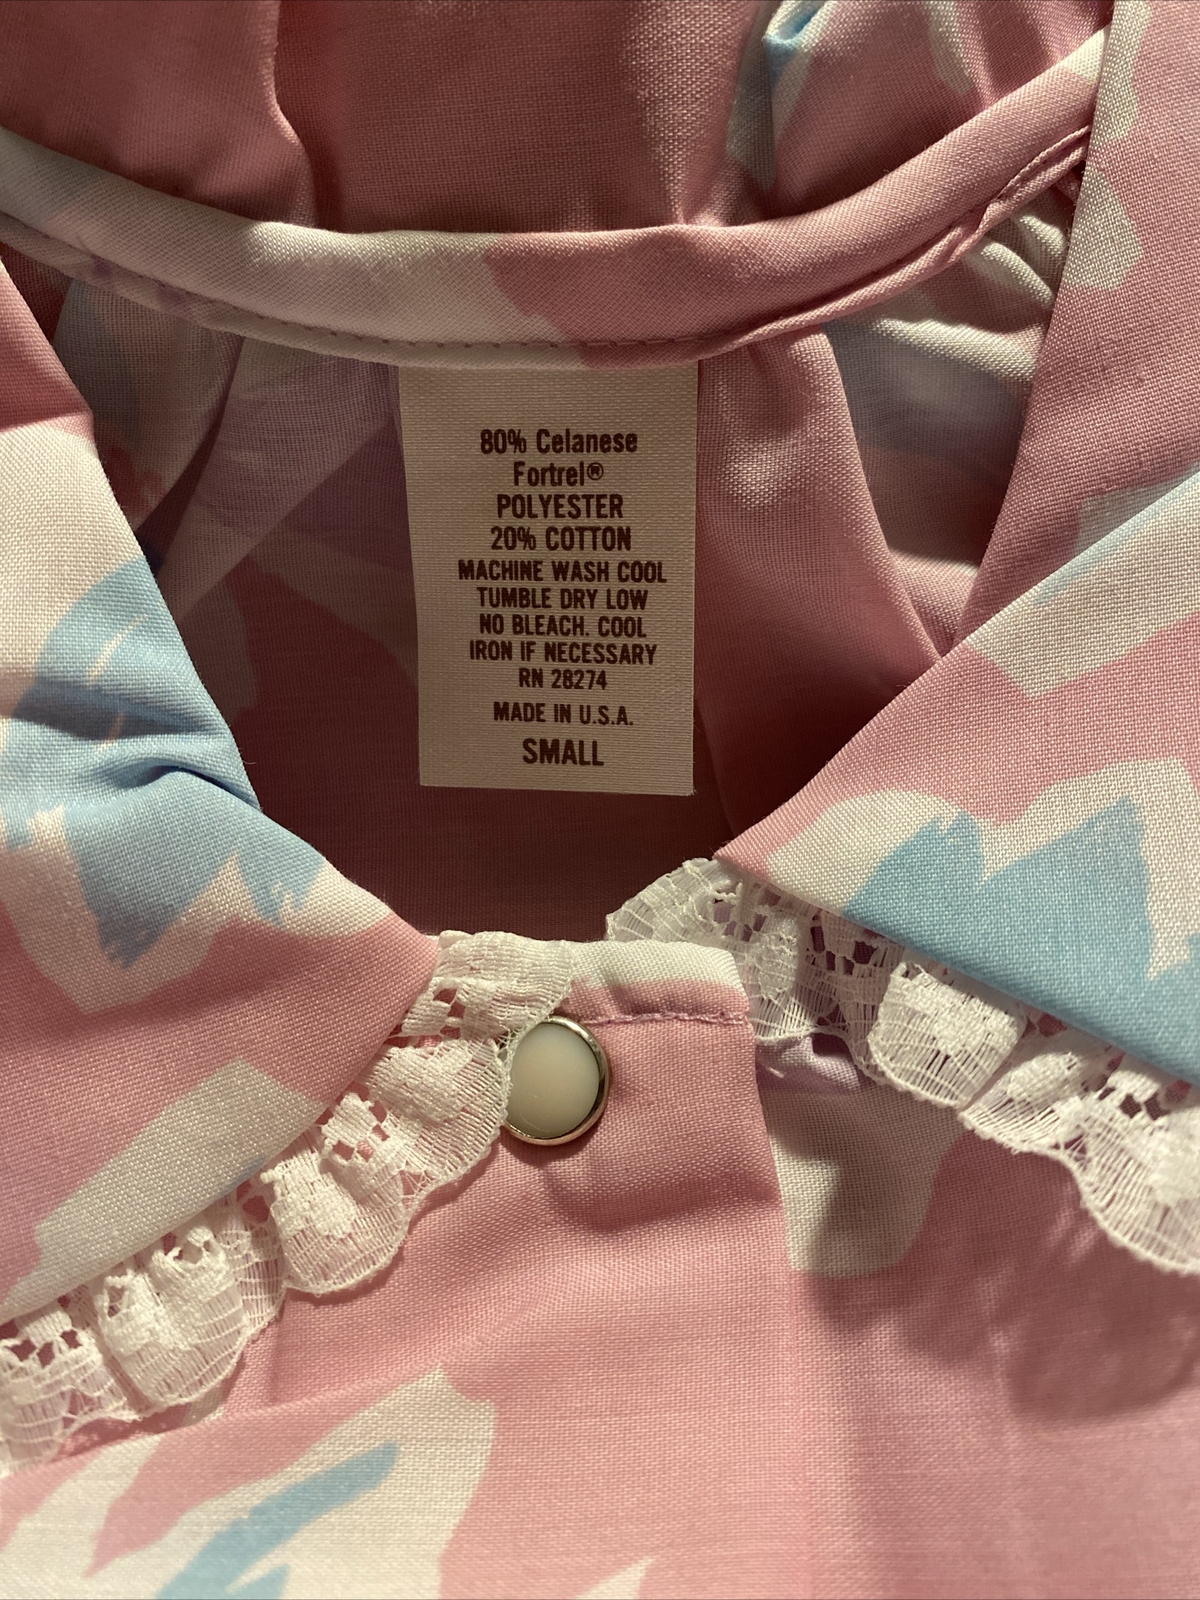 80% Celanese
Fortrel®
POLYESTER
20% COTTON
MACHINE WASH COOL
TUMBLE DRY LOW
NO BLEACH. COOL
IRON IF NECESSARY
RN 28274
MADE IN U.S.A.
SMALL